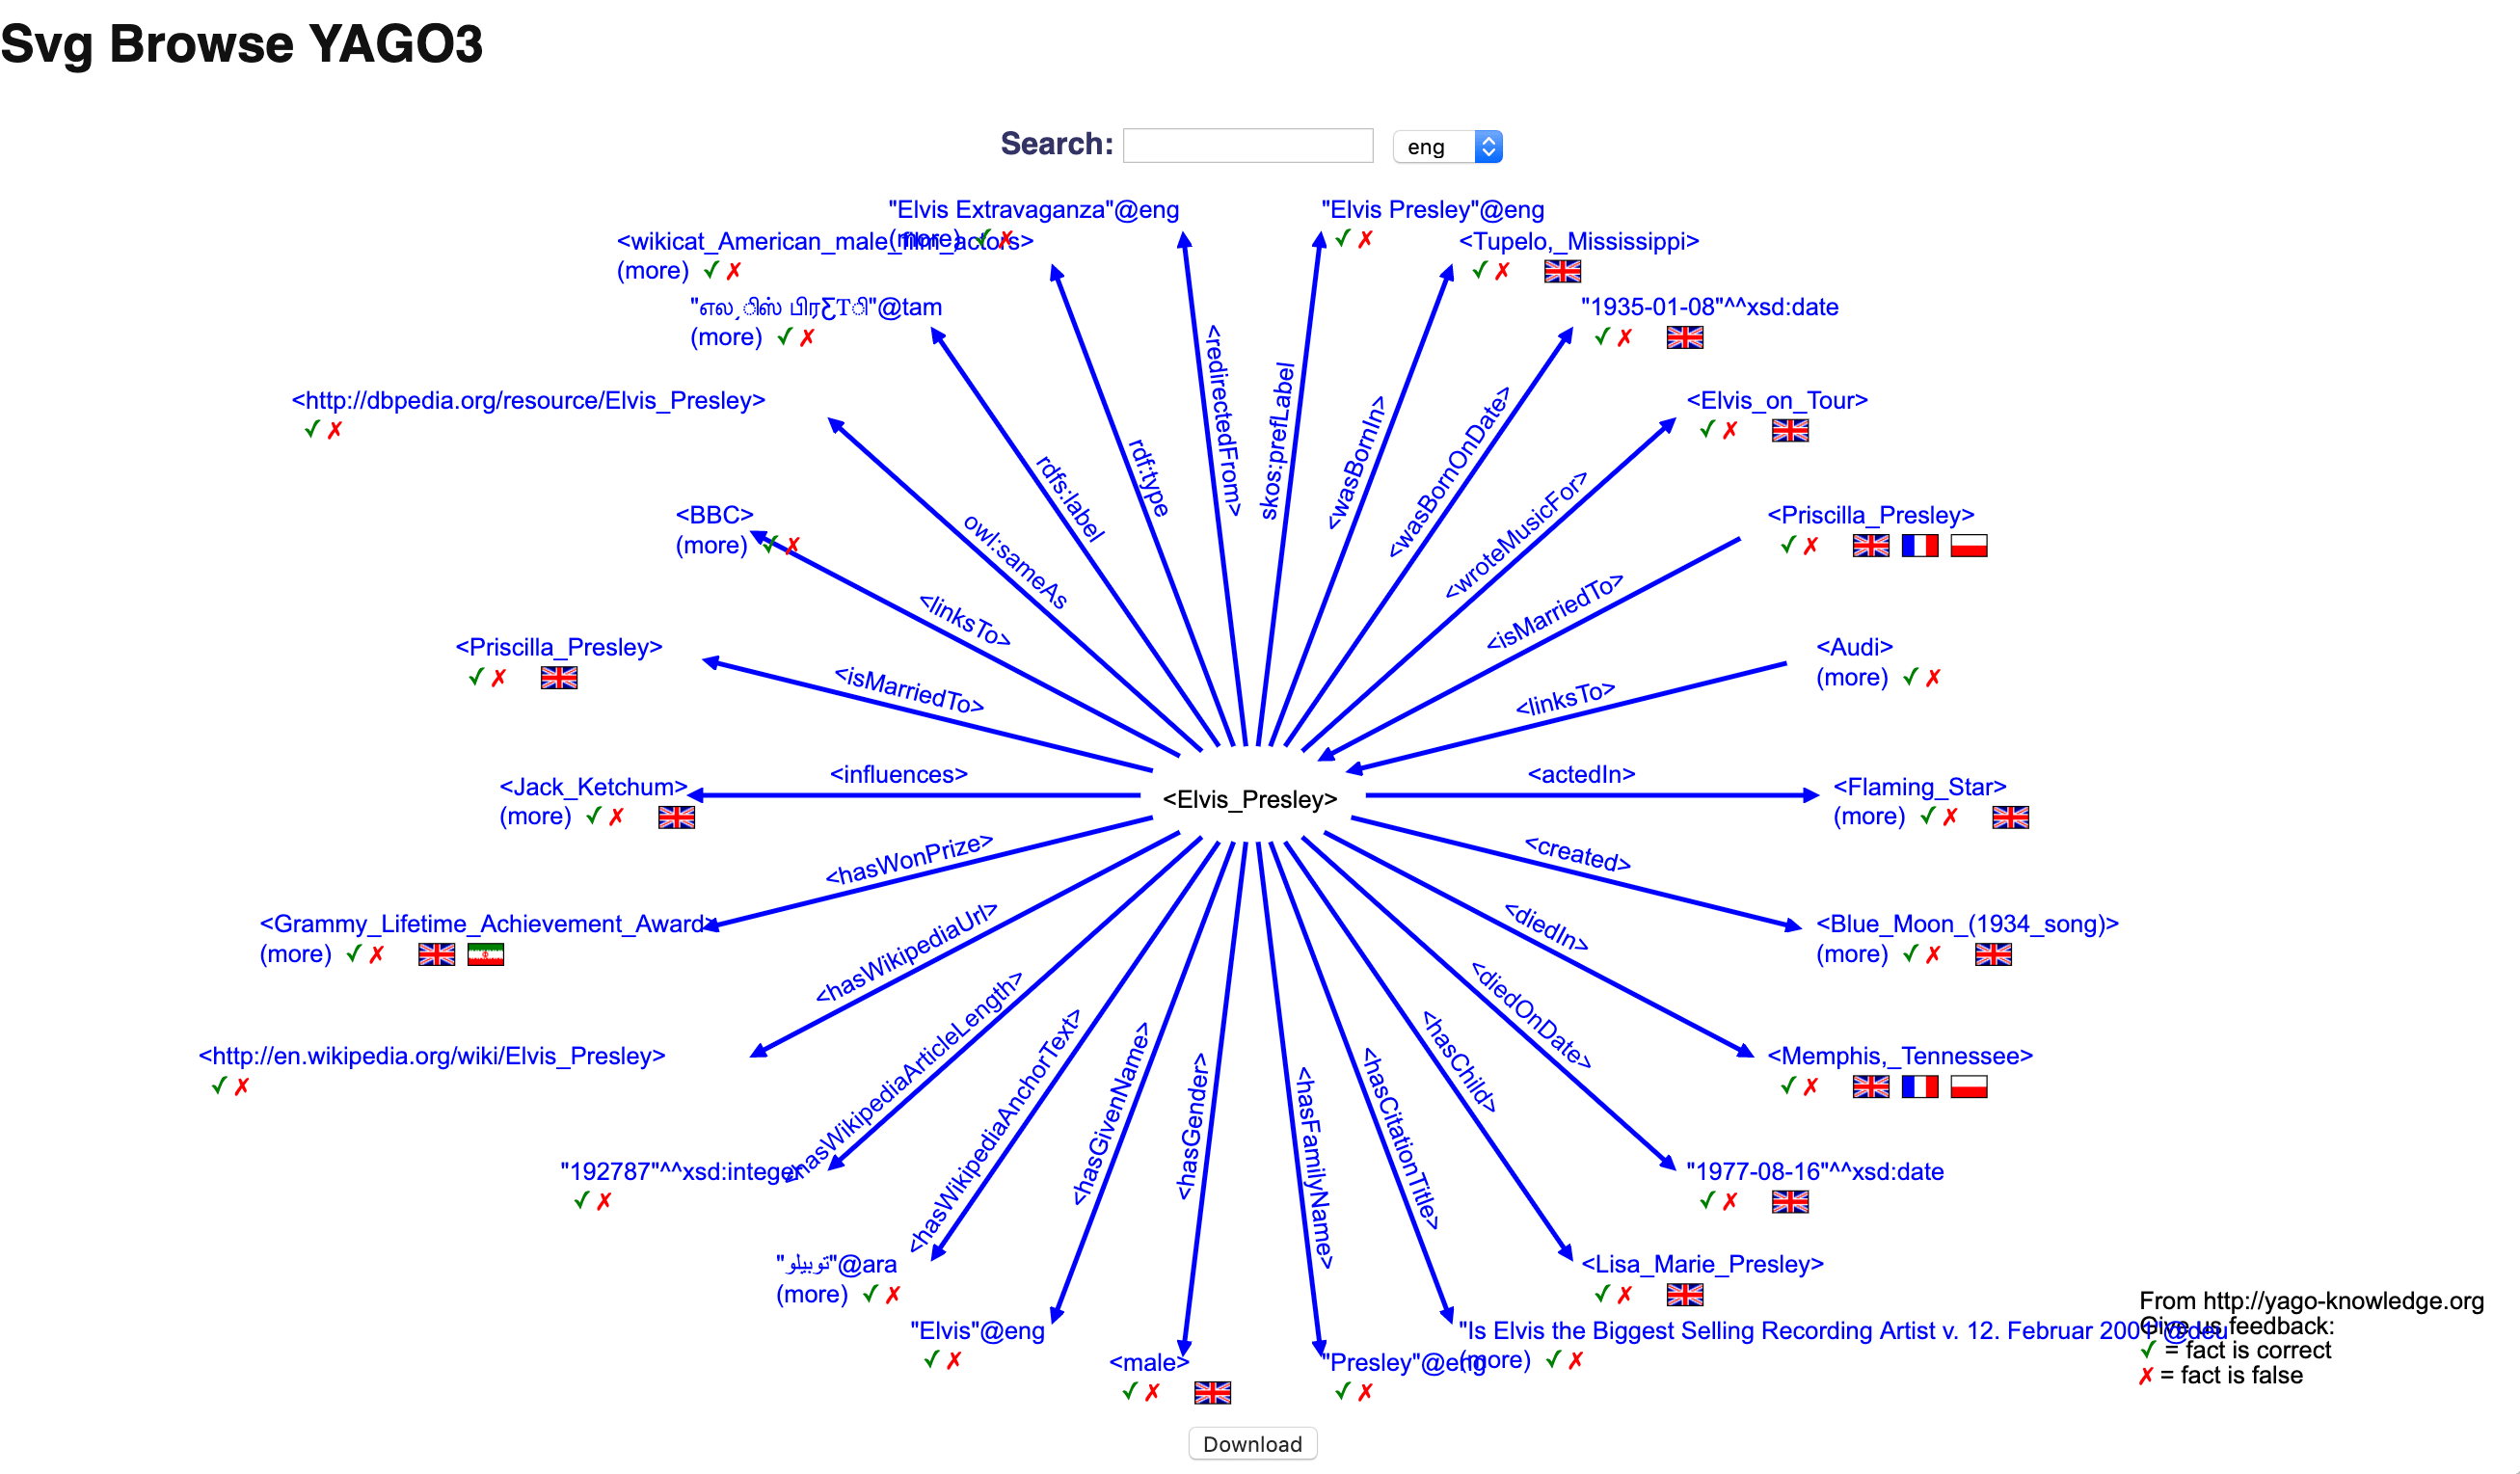 Svg Browse YAGO3
Search:
eng
"Elvis Extravaganza"@eng
(more) ✓ ✗
"Elvis Presley"@eng
✓ ✗
<wikicat_American_male_film_actors>
(more) ✓ ✗
<Tupelo,_Mississippi>
✓ ✗
@tam
(more) ✓ ✗
"1935-01-08"^^xsd:date
✓ ✗
<http://dbpedia.org/resource/Elvis_Presley>
✓ ✗
<Elvis_on_Tour>
✓ ✗
<BBC>
(more) ✓ ✗
<Priscilla_Presley>
✓ ✗
<Priscilla_Presley>
✓ ✗
<Audi>
(more) ✓ ✗
<redirectedFrom>
skos:prefLabel
rdf:type
<wasBornIn>
rdfs:label
<wasBornOnDate>
owl:sameAs
<wroteMusicFor>
<linksTo>
<isMarriedTo>
<isMarriedTo>
<linksTo>
<influences>
<actedIn>
<Jack_Ketchum>
(more) ✓ ✗
<Elvis_Presley>
<Flaming_Star>
(more) ✓ ✗
<hasWonPrize>
<created>
<Grammy_Lifetime_Achievement_Award>
(more) ✓ ✗
<hasWikipediaUrl>
<diedIn>
<Blue_Moon_(1934_song)>
(more) ✓ ✗
<http://en.wikipedia.org/wiki/Elvis_Presley>
✓ ✗
<hasWikipediaArticleLength>
<hasWikipediaAnchorText>
<hasGivenName>
<hasGender>
<hasFamilyName>
<hasCitationTitle>
<hasChild>
<diedOnDate>
<Memphis,_Tennessee>
✓ ✗
"192787"^^xsd:integer
✓ ✗
"1977-08-16"^^xsd:date
✓ ✗
"توبيلو"@ara
(more) ✓ ✗
<Lisa_Marie_Presley>
✓ ✗
"Elvis"@eng
✓ ✗
<male>
✓ ✗
"Presley"@eng
✓ ✗
"Is Elvis the Biggest Selling Recording Artist v. 12. Februar 2001"@deu
(more) ✓ ✗
From http://yago-knowledge.org
Give us feedback:
✓ = fact is correct
✗ = fact is false
Download